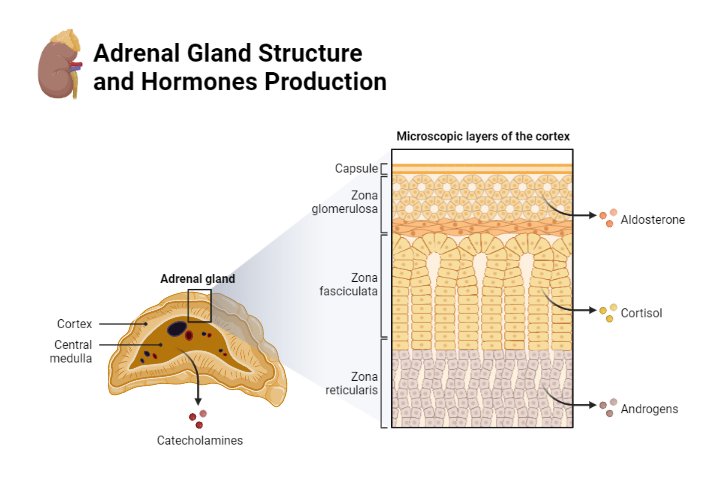 Adrenal Gland Structure
and Hormones Production
Microscopic layers of the cortex
Capsule
Zona
glomerulosa
Aldosterone
Zona
fasciculata
Cortisol
Zona
reticularis
Androgens
Adrenal gland
Cortex
Central
medulla
Catecholamines